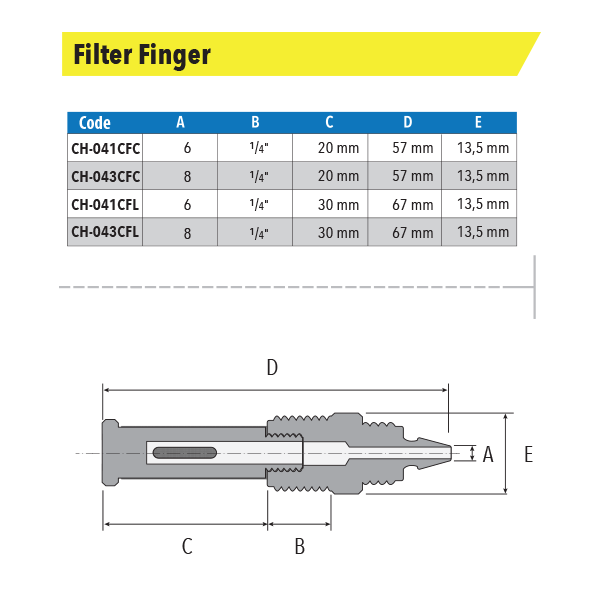 Filter Finger
Code A B C D E
CH-041CFC 6 1/4" 20 mm 57 mm 13,5 mm
CH-043CFC 8 1/4" 20 mm 57 mm 13,5 mm
CH-041CFL 6 1/4" 30 mm 67 mm 13,5 mm
CH-043CFL 8 1/4" 30 mm 67 mm 13,5 mm
D
A E
C B